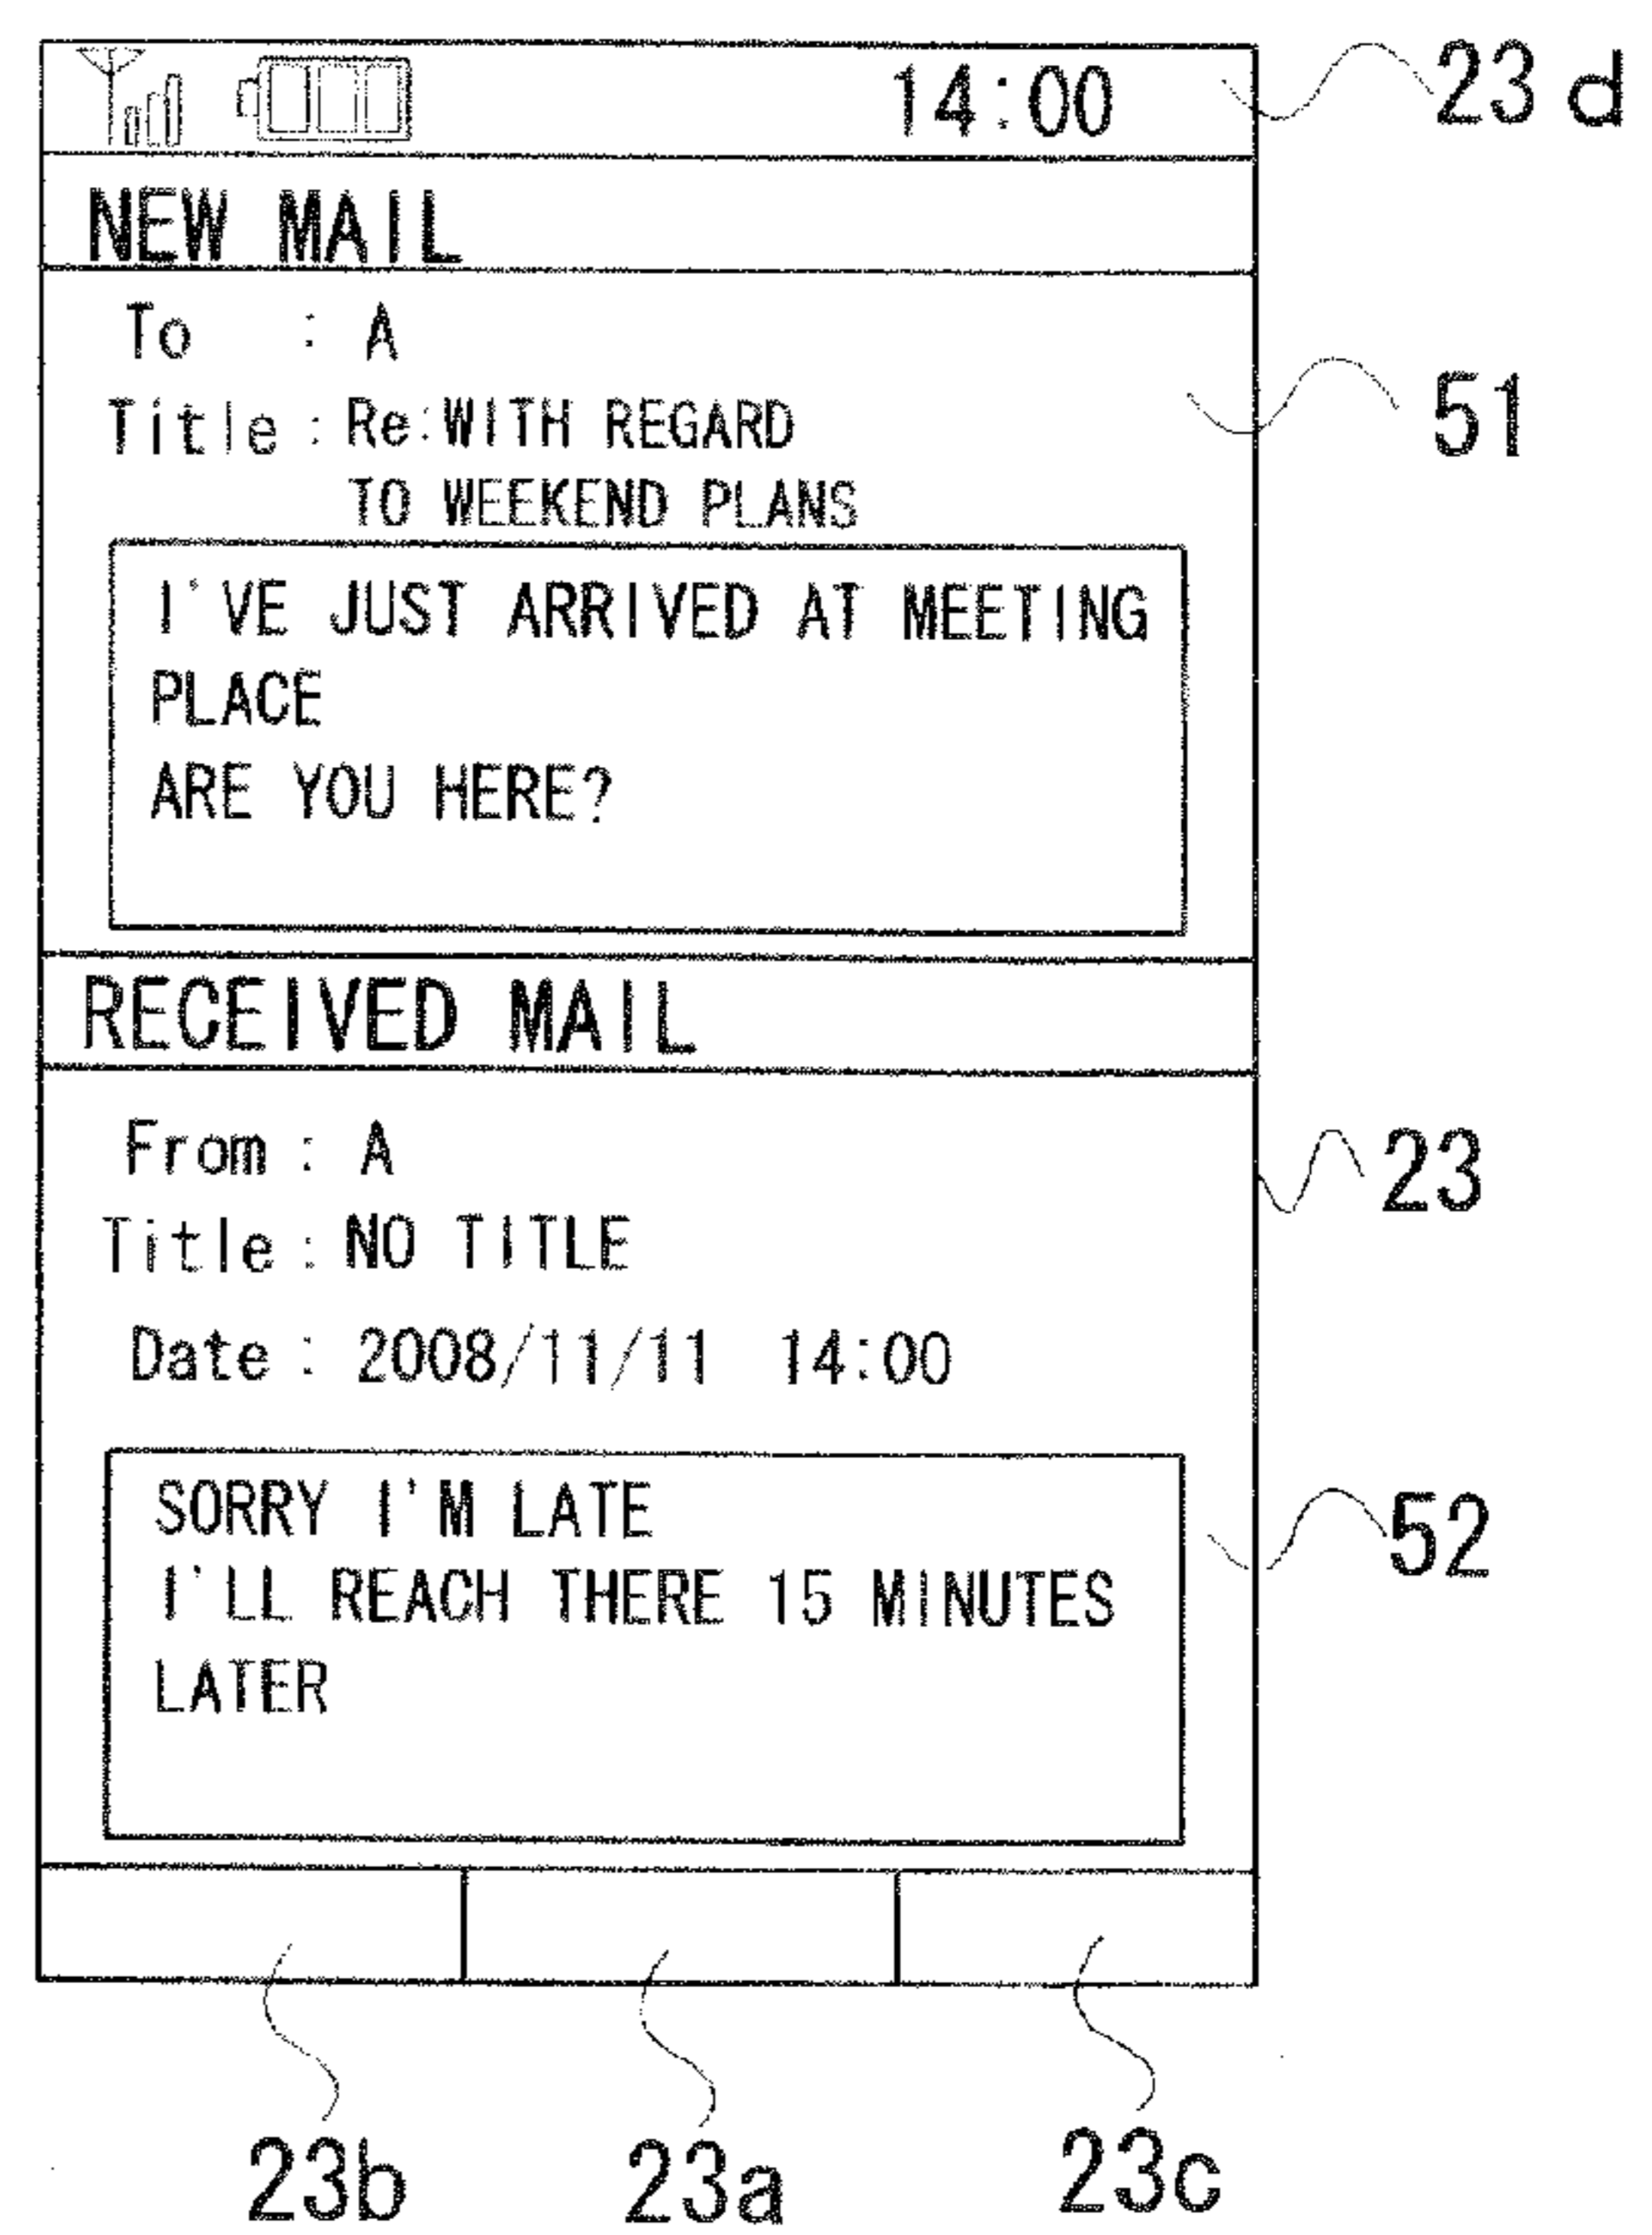 14:00 23d
NEW MAIL
To : A
Title : Re:WITH REGARD 51
TO WEEKEND PLANS
I'VE JUST ARRIVED AT MEETING
PLACE
ARE YOU HERE?
RECEIVED MAIL
From : A 23
Title : NO TITLE
Date : 2008/11/11 14:00
SORRY I'M LATE 52
I'LL REACH THERE 15 MINUTES
LATER
23b 23a 23c